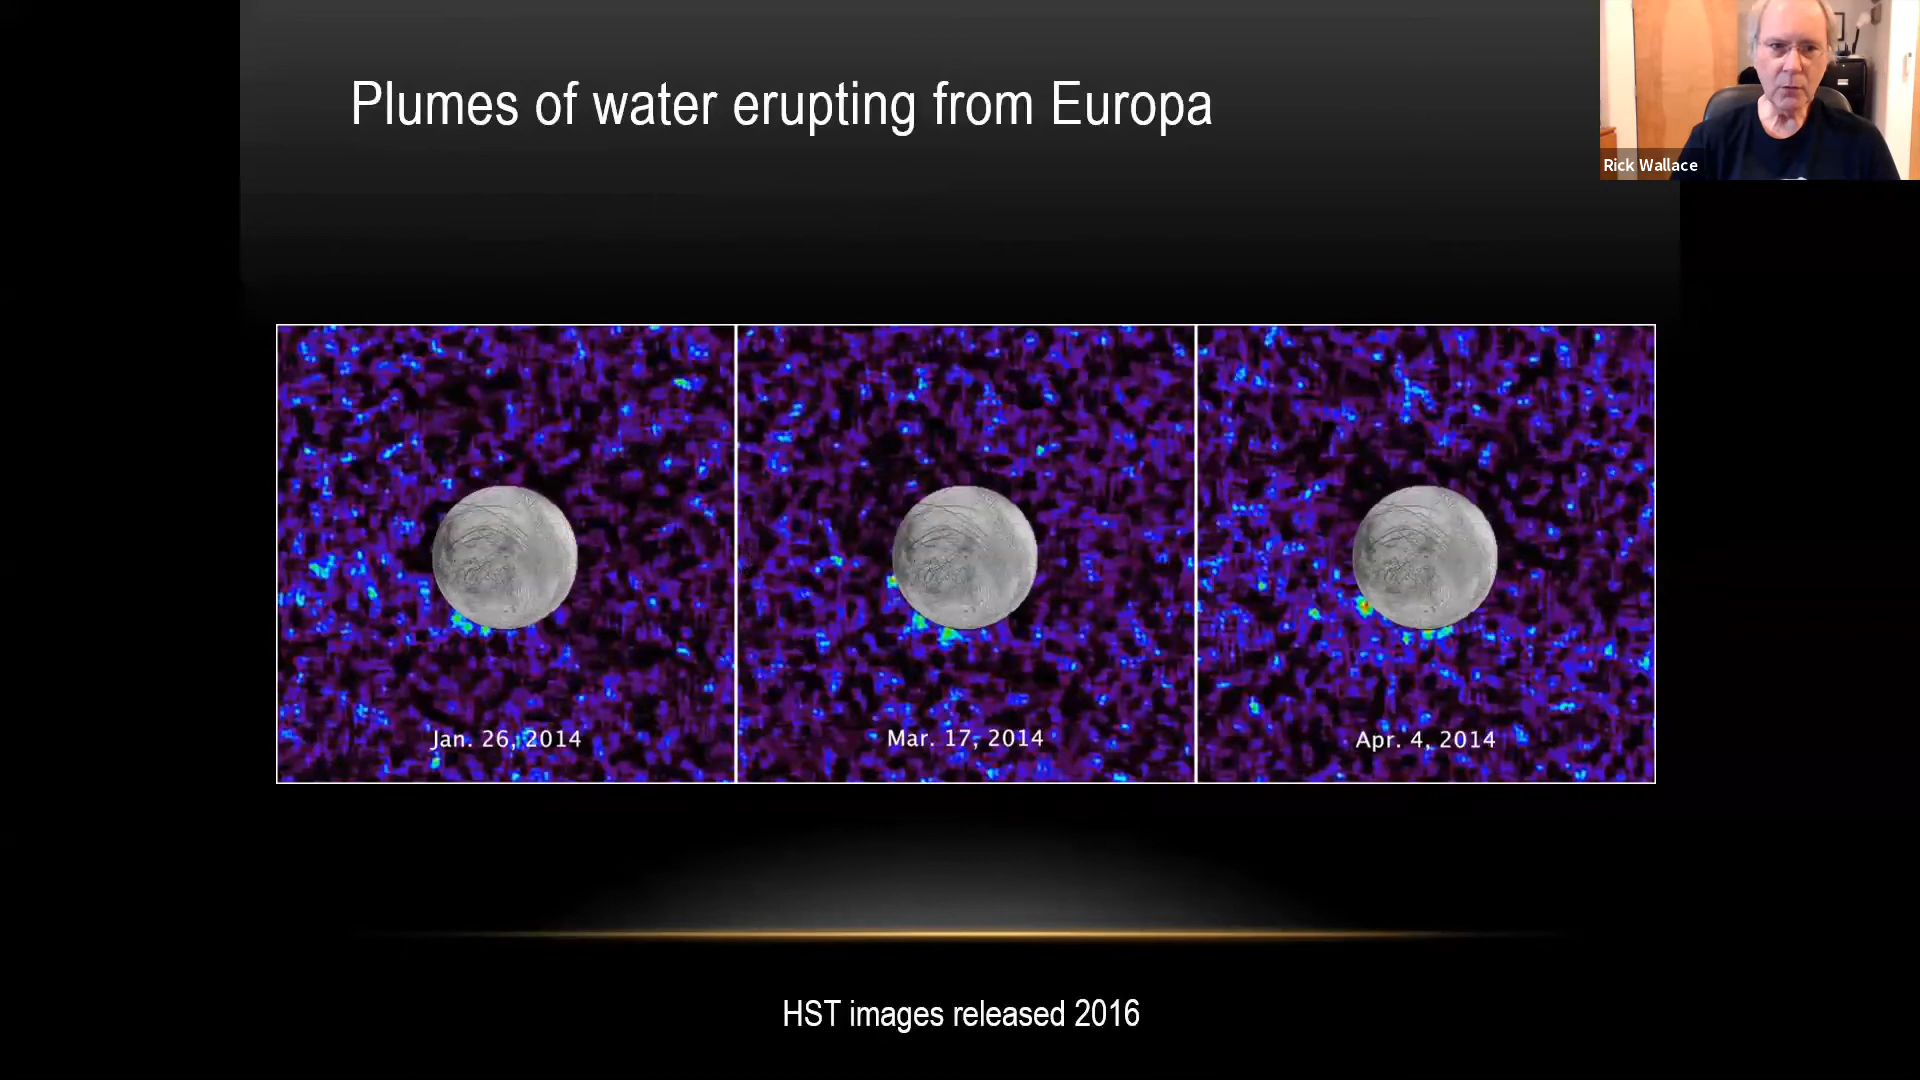 Plumes of water erupting from Europa
Rick Wallace
Jan. 26, 2014
Mar. 17, 2014
Apr. 4, 2014
HST images released 2016